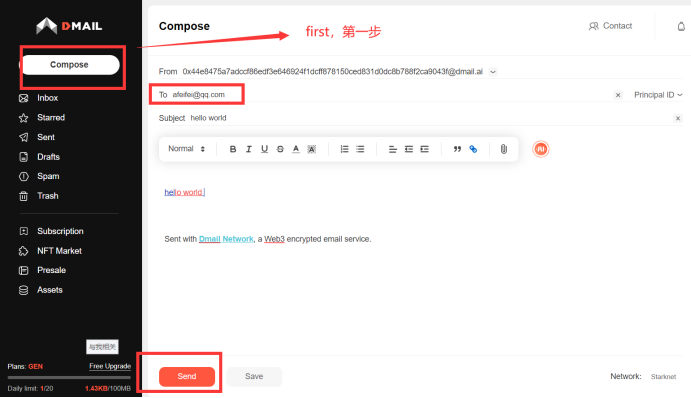 DMAIL
Compose
Inbox
Starred
Sent
Drafts
Spam
Trash
Subscription
NFT Market
Presale
Assets
与我相关
Plans: GEN Free Upgrade
Daily limit: 1/20 1.43KB/100MB
Compose
first，第一步
Contact
From 0x44e8475a7adccf86edf3e646924f1dcff878150ced831d0dc8b788f2ca9043f@dmail.ai
To afeifei@qq.com
Principal ID
Subject hello world
Normal B I U S A A
AI
hello world
Sent with Dmail Network, a Web3 encrypted email service.
Send
Save
Network: Starknet